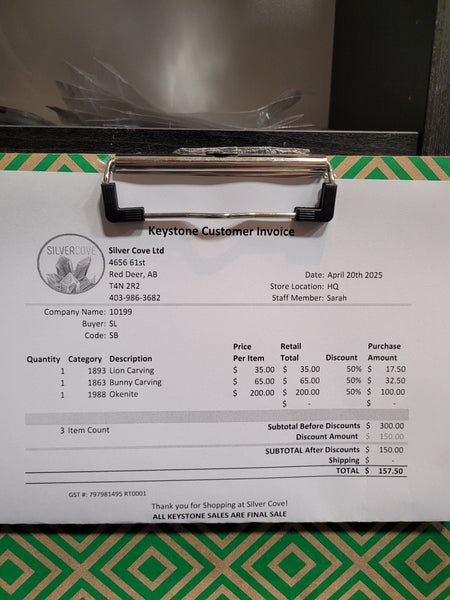 Keystone Customer Invoice
SILVERCOVE
Silver Cove Ltd
4656 61st
Red Deer, AB
T4N 2R2
403-986-3682
Date: April 20th 2025
Store Location: HQ
Staff Member: Sarah
Company Name: 10199
Buyer: SL
Code: SB
Quantity Category Description Price Per Item Retail Total Discount Purchase Amount
1 1893 Lion Carving $ 35.00 $ 35.00 50% $ 17.50
1 1863 Bunny Carving $ 65.00 $ 65.00 50% $ 32.50
1 1988 Okenite $ 200.00 $ 200.00 50% $ 100.00
$ - $ -
3 Item Count
Subtotal Before Discounts $ 300.00
Discount Amount $ 150.00
SUBTOTAL After Discounts $ 150.00
Shipping $ -
TOTAL $ 157.50
GST #: 797981495 RT0001
Thank you for Shopping at Silver Cove!
ALL KEYSTONE SALES ARE FINAL SALE